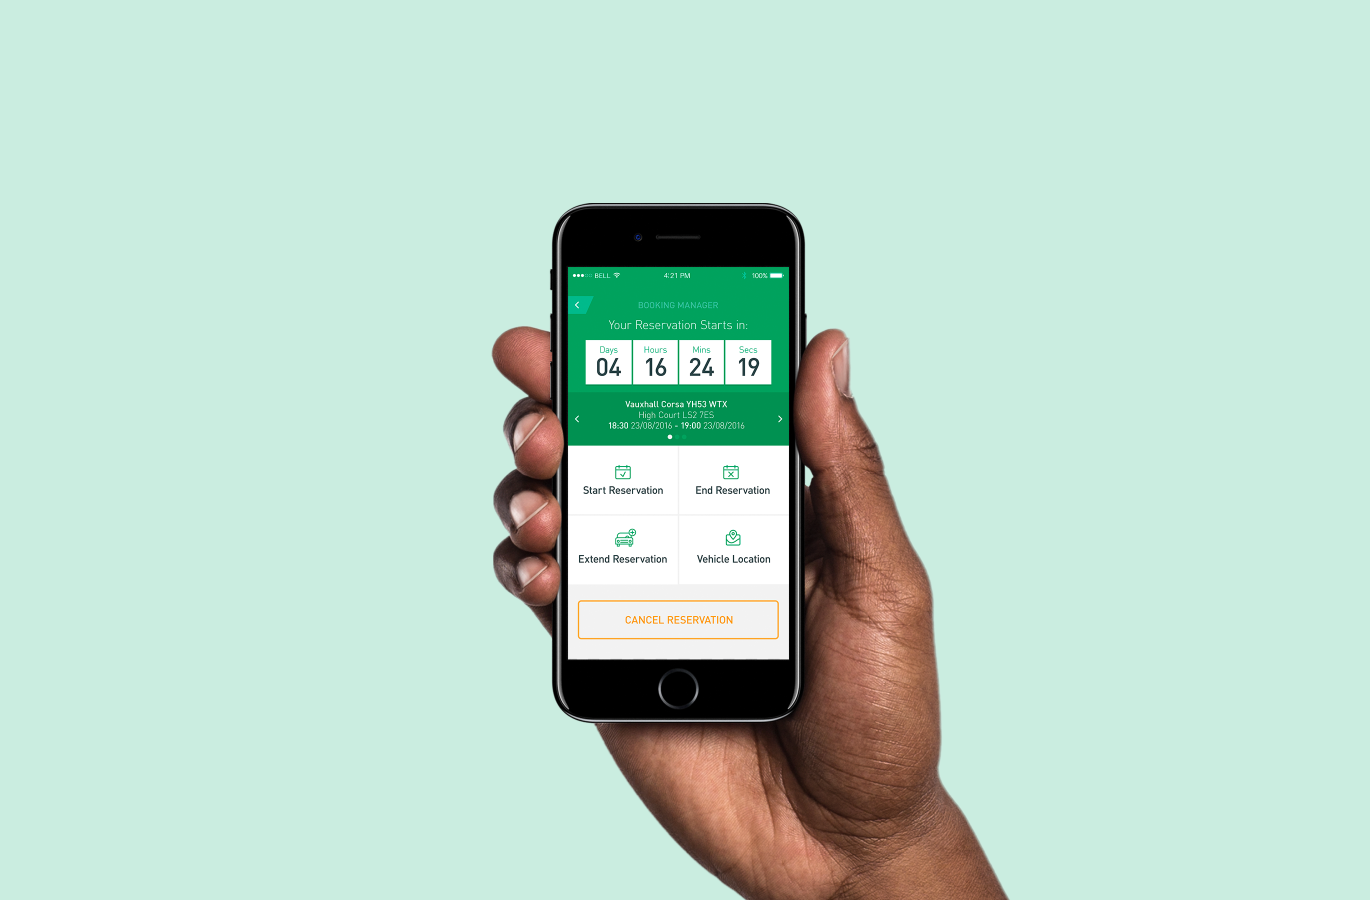 BELL 4:21 PM 100%
BOOKING MANAGER
Your Reservation Starts in:
Days Hours Mins Secs
04 16 24 19
Vauxhall Corsa YH53 WTX
High Court LS2 7ES
18:30 23/08/2016 - 19:00 23/08/2016
Start Reservation End Reservation
Extend Reservation Vehicle Location
CANCEL RESERVATION